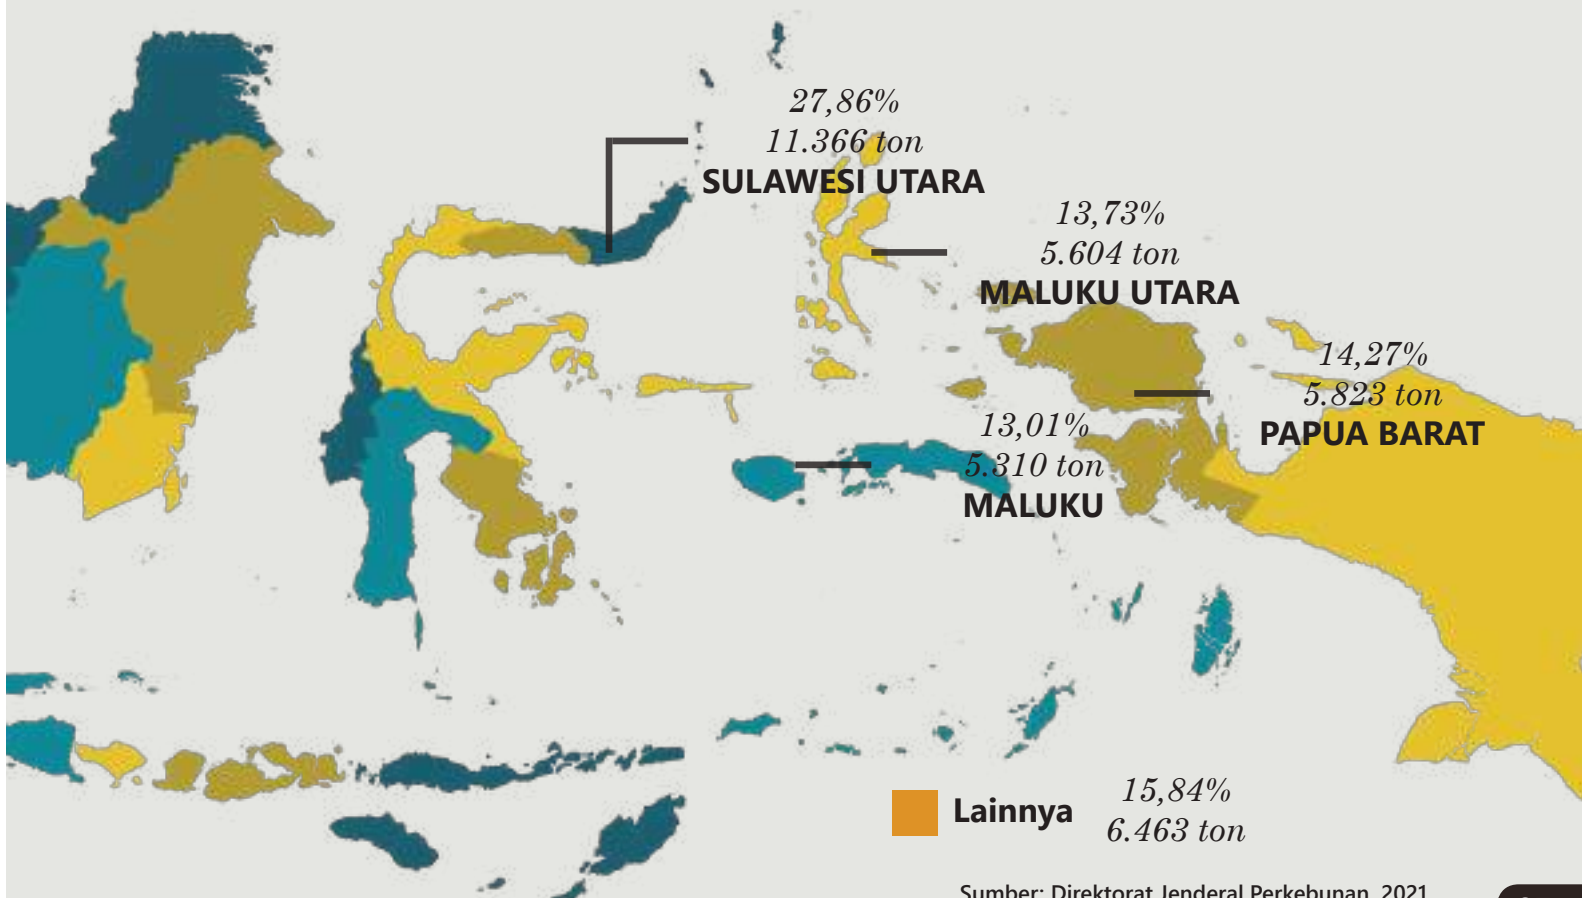 27,86%
11.366 ton
SULAWESI UTARA
13,73%
5.604 ton
MALUKU UTARA
14,27%
5.823 ton
PAPUA BARAT
13,01%
5.310 ton
MALUKU
Lainnya
15,84%
6.463 ton
Sumber: Direktorat Jenderal Perkebunan, 2021